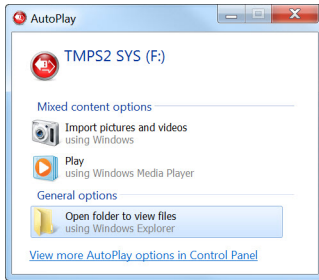 AutoPlay
TMPS2 SYS (F:)
Mixed content options
Import pictures and videos
using Windows
Play
using Windows Media Player
General options
Open folder to view files
using Windows Explorer
View more AutoPlay options in Control Panel